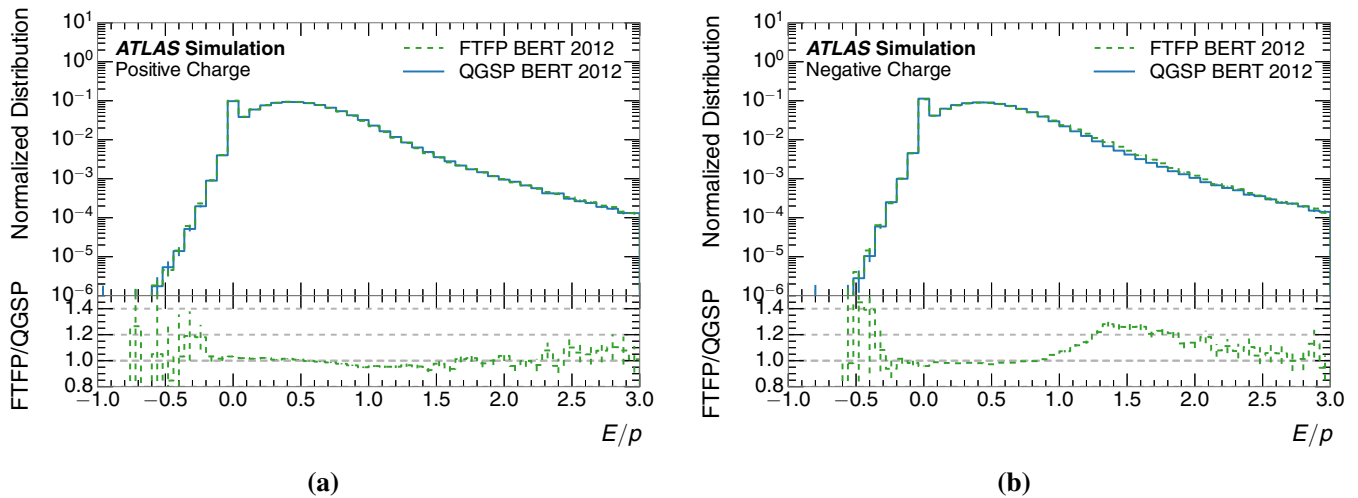 Normalized Distribution
10¹
10⁰
10⁻¹
10⁻²
10⁻³
10⁻⁴
10⁻⁵
10⁻⁶
ATLAS Simulation
Positive Charge
FTFP BERT 2012
QGSP BERT 2012
FTFP/QGSP
1.4
1.2
1.0
0.8
−1.0 −0.5 0.0 0.5 1.0 1.5 2.0 2.5 3.0
E/p
(a)
Normalized Distribution
10¹
10⁰
10⁻¹
10⁻²
10⁻³
10⁻⁴
10⁻⁵
10⁻⁶
ATLAS Simulation
Negative Charge
FTFP BERT 2012
QGSP BERT 2012
FTFP/QGSP
1.4
1.2
1.0
0.8
−1.0 −0.5 0.0 0.5 1.0 1.5 2.0 2.5 3.0
E/p
(b)